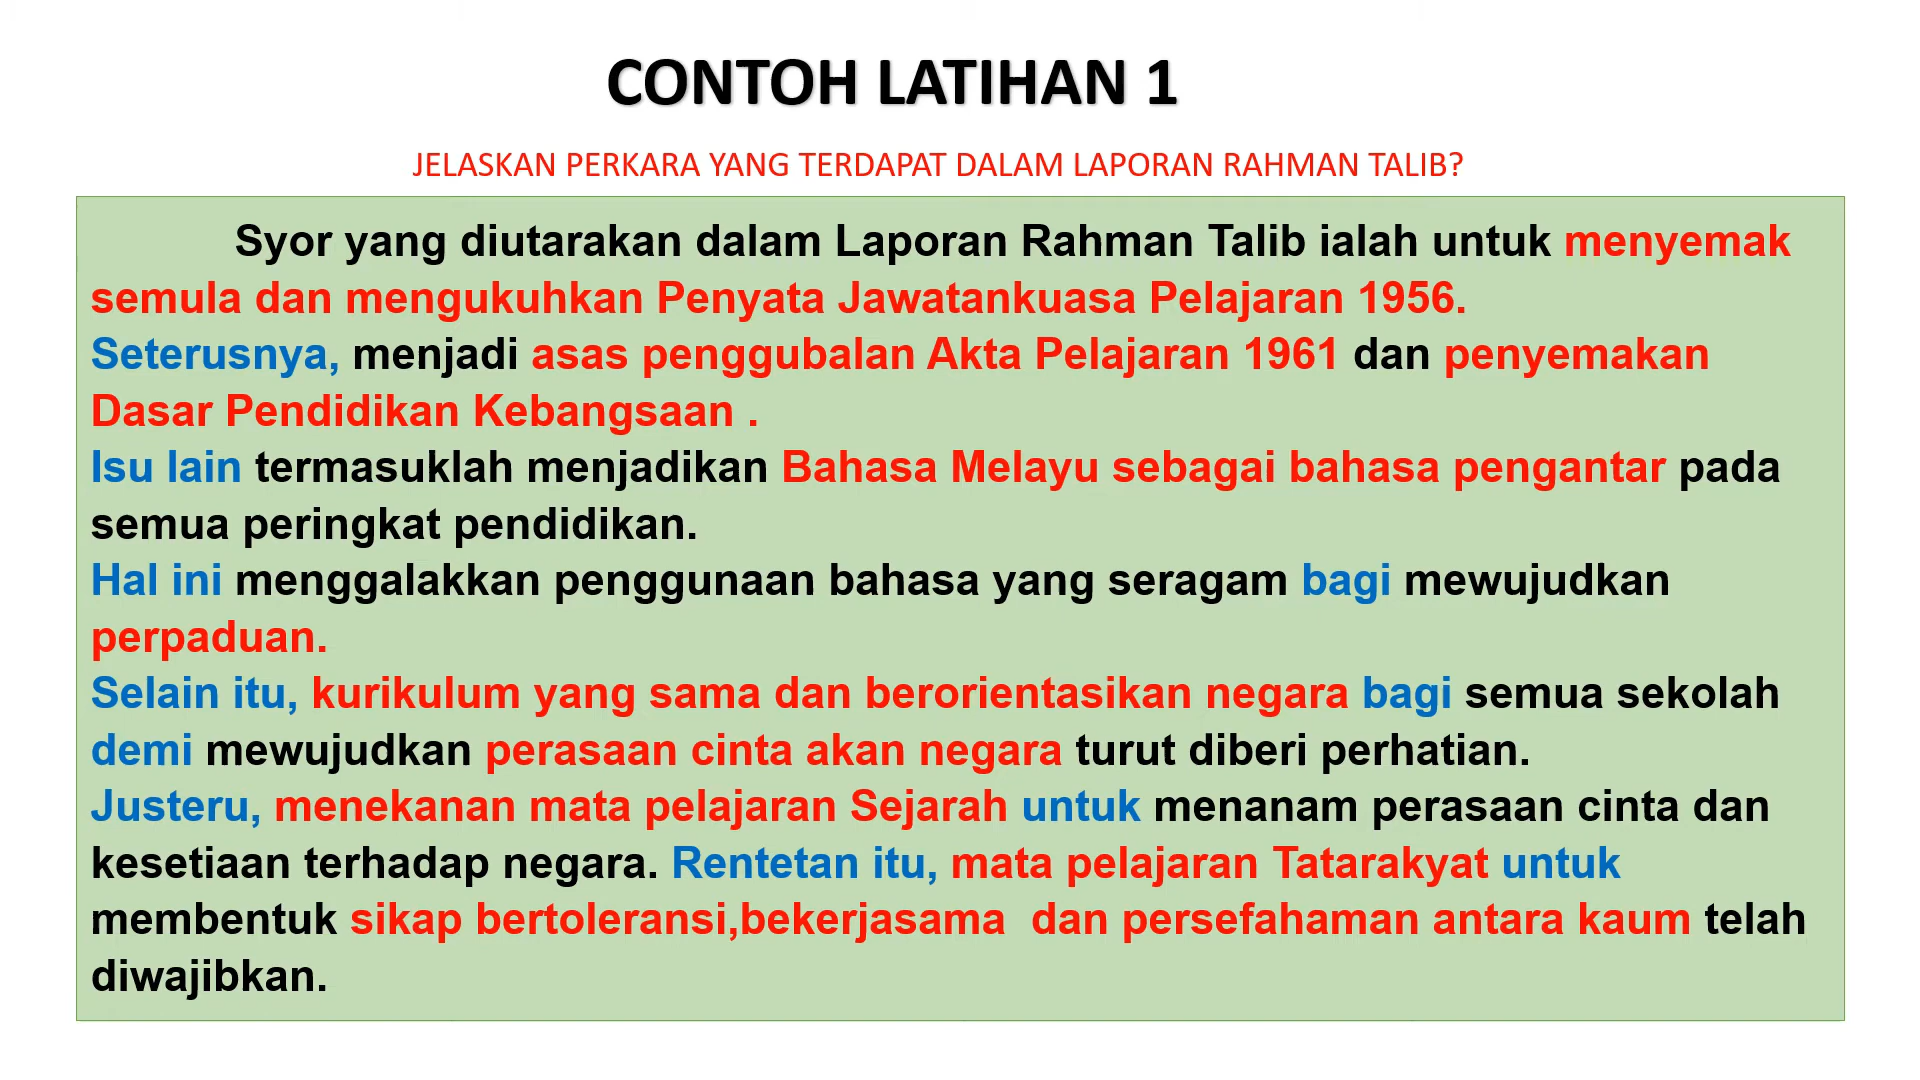 CONTOH LATIHAN 1
JELASKAN PERKARA YANG TERDAPAT DALAM LAPORAN RAHMAN TALIB?
Syor yang diutarakan dalam Laporan Rahman Talib ialah untuk menyemak
semula dan mengukuhkan Penyata Jawatankuasa Pelajaran 1956.
Seterusnya, menjadi asas penggubalan Akta Pelajaran 1961 dan penyemakan
Dasar Pendidikan Kebangsaan .
Isu lain termasuklah menjadikan Bahasa Melayu sebagai bahasa pengantar pada
semua peringkat pendidikan.
Hal ini menggalakkan penggunaan bahasa yang seragam bagi mewujudkan
perpaduan.
Selain itu, kurikulum yang sama dan berorientasikan negara bagi semua sekolah
demi mewujudkan perasaan cinta akan negara turut diberi perhatian.
Justeru, menekanan mata pelajaran Sejarah untuk menanam perasaan cinta dan
kesetiaan terhadap negara. Rentetan itu, mata pelajaran Tatarakyat untuk
membentuk sikap bertoleransi,bekerjasama  dan persefahaman antara kaum telah
diwajibkan.